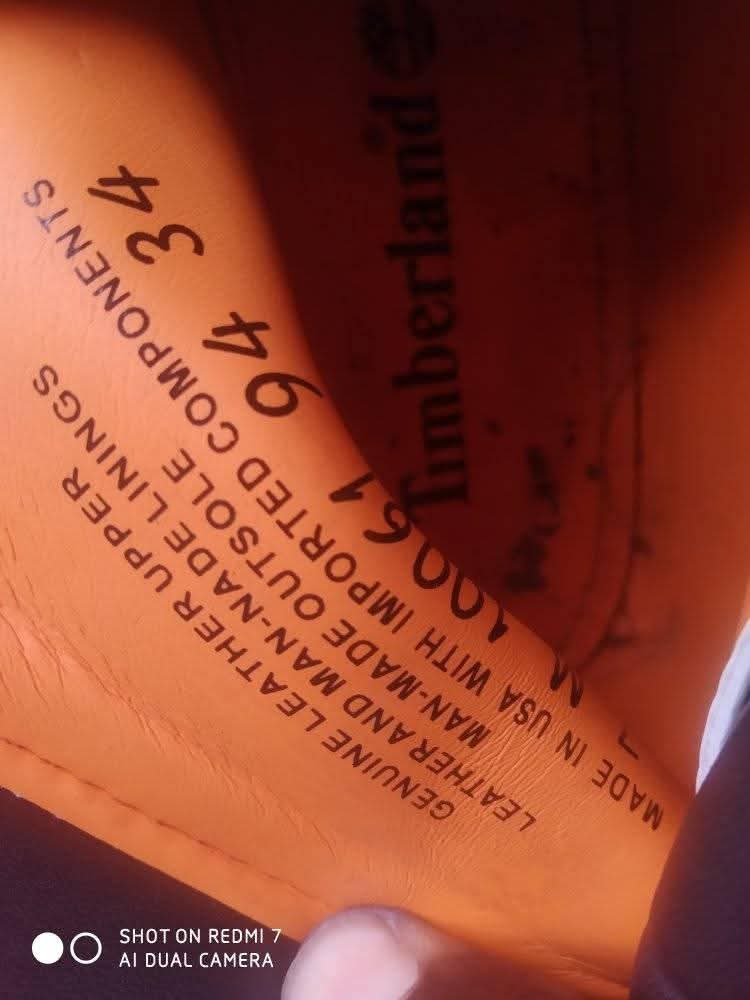 Timberland®
GENUINE LEATHER UPPER
LEATHER AND MAN-NADE LININGS
MAN-MADE OUTSOLE
MADE IN USA WITH IMPORTED COMPONENTS
M 10061 94 34
SHOT ON REDMI 7
AI DUAL CAMERA